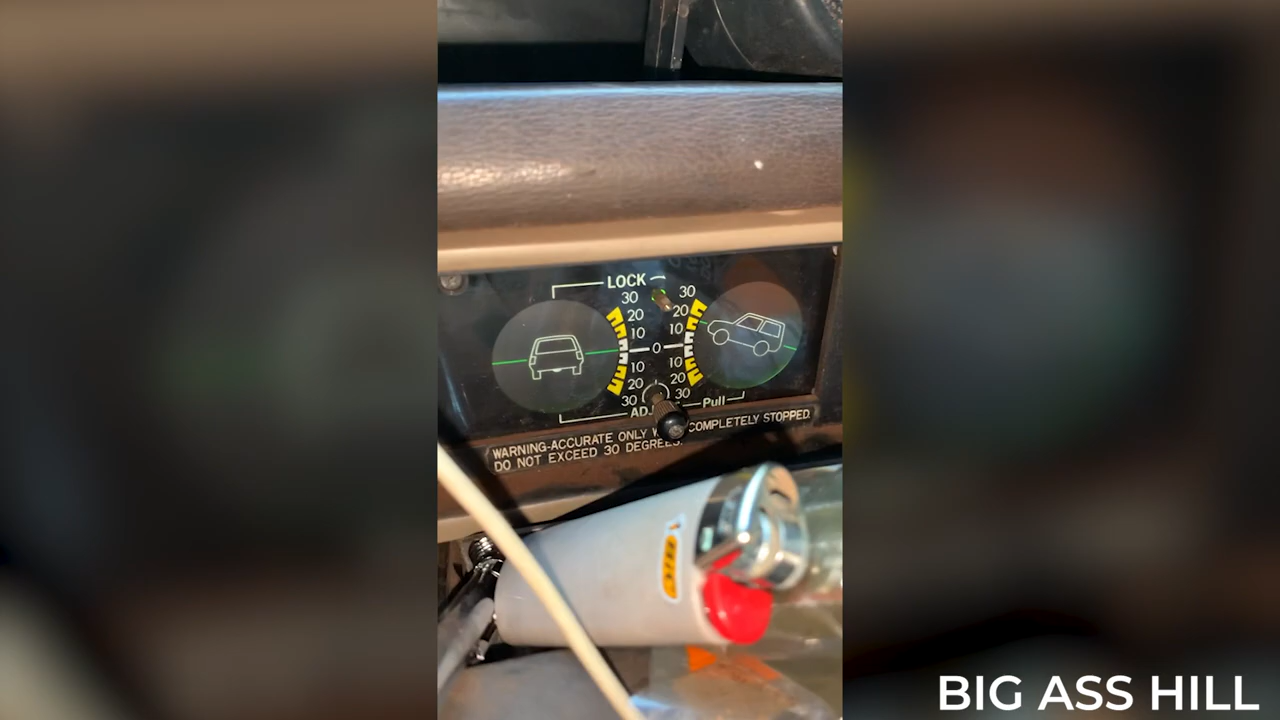 LOCK
30 30
20 20
10 10
0
10 10
20 20
30 30
Pull
WARNING-ACCURATE ONLY COMPLETELY STOPPED.
DO NOT EXCEED 30 DEGREES.
BIC
BIG ASS HILL